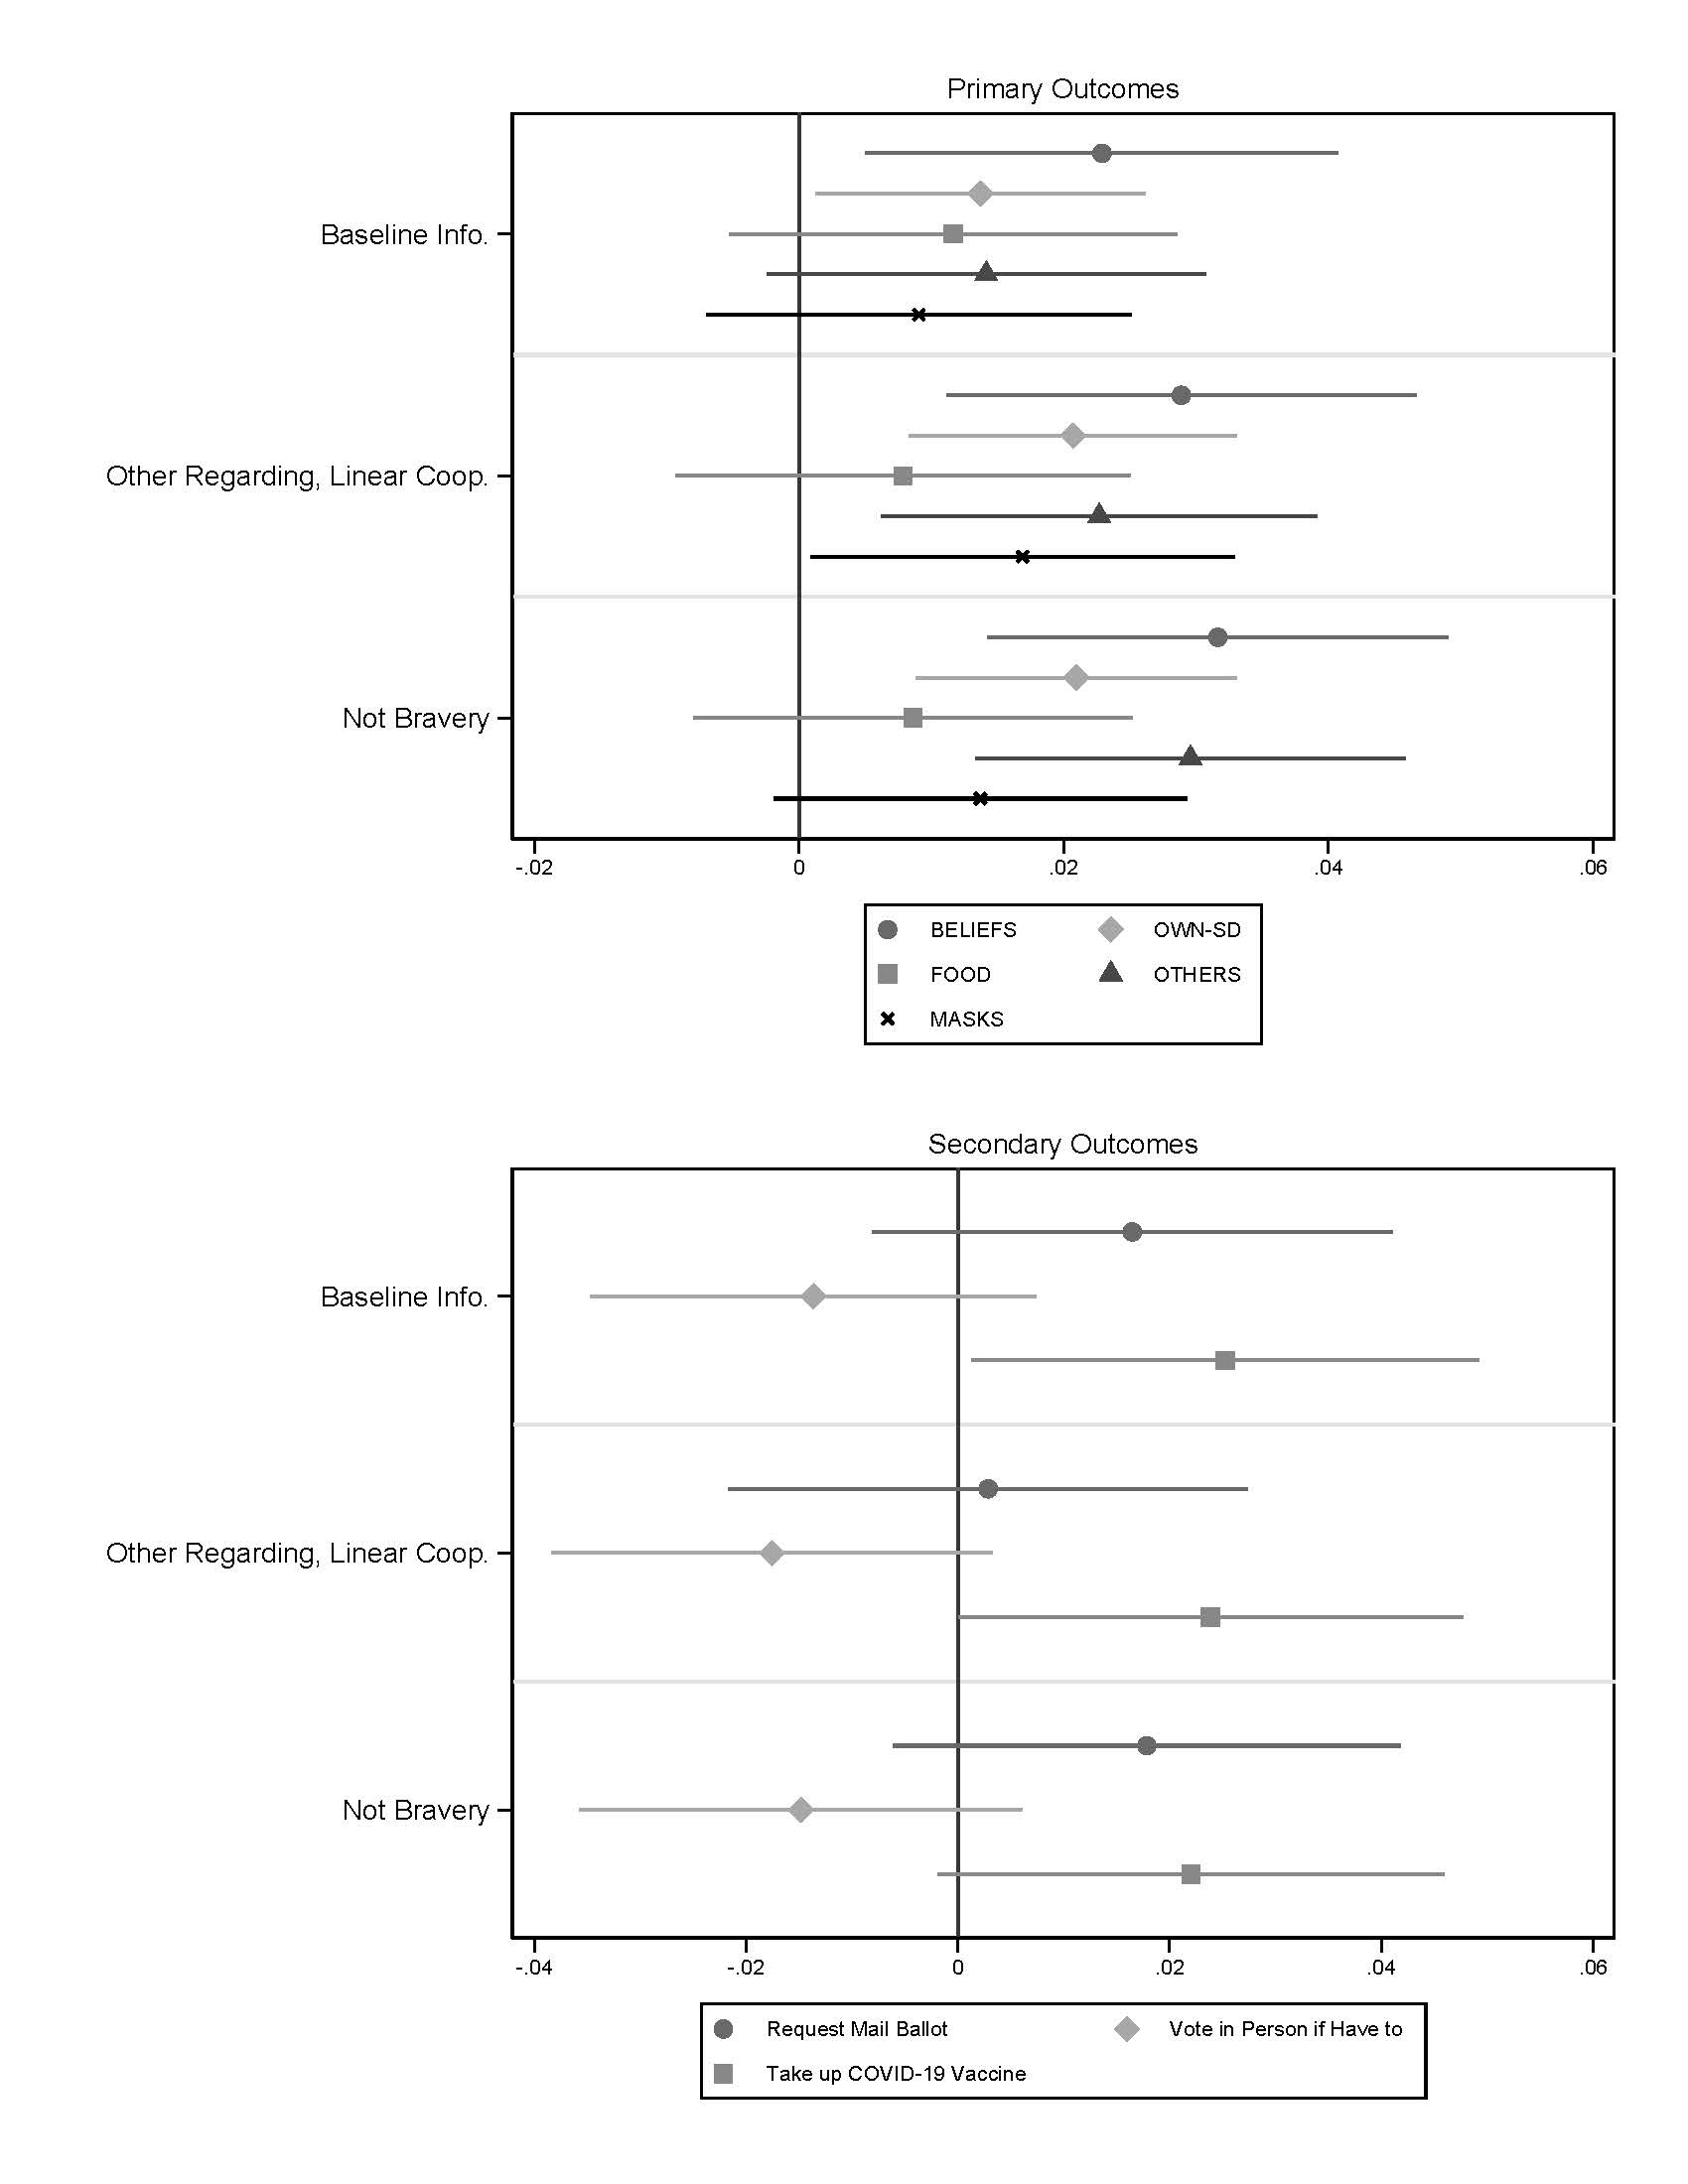 Primary Outcomes
Baseline Info.
Other Regarding, Linear Coop.
Not Bravery
-.02 0 .02 .04 .06
BELIEFS OWN-SD
FOOD OTHERS
MASKS
Secondary Outcomes
Baseline Info.
Other Regarding, Linear Coop.
Not Bravery
-.04 -.02 0 .02 .04 .06
Request Mail Ballot Vote in Person if Have to
Take up COVID-19 Vaccine